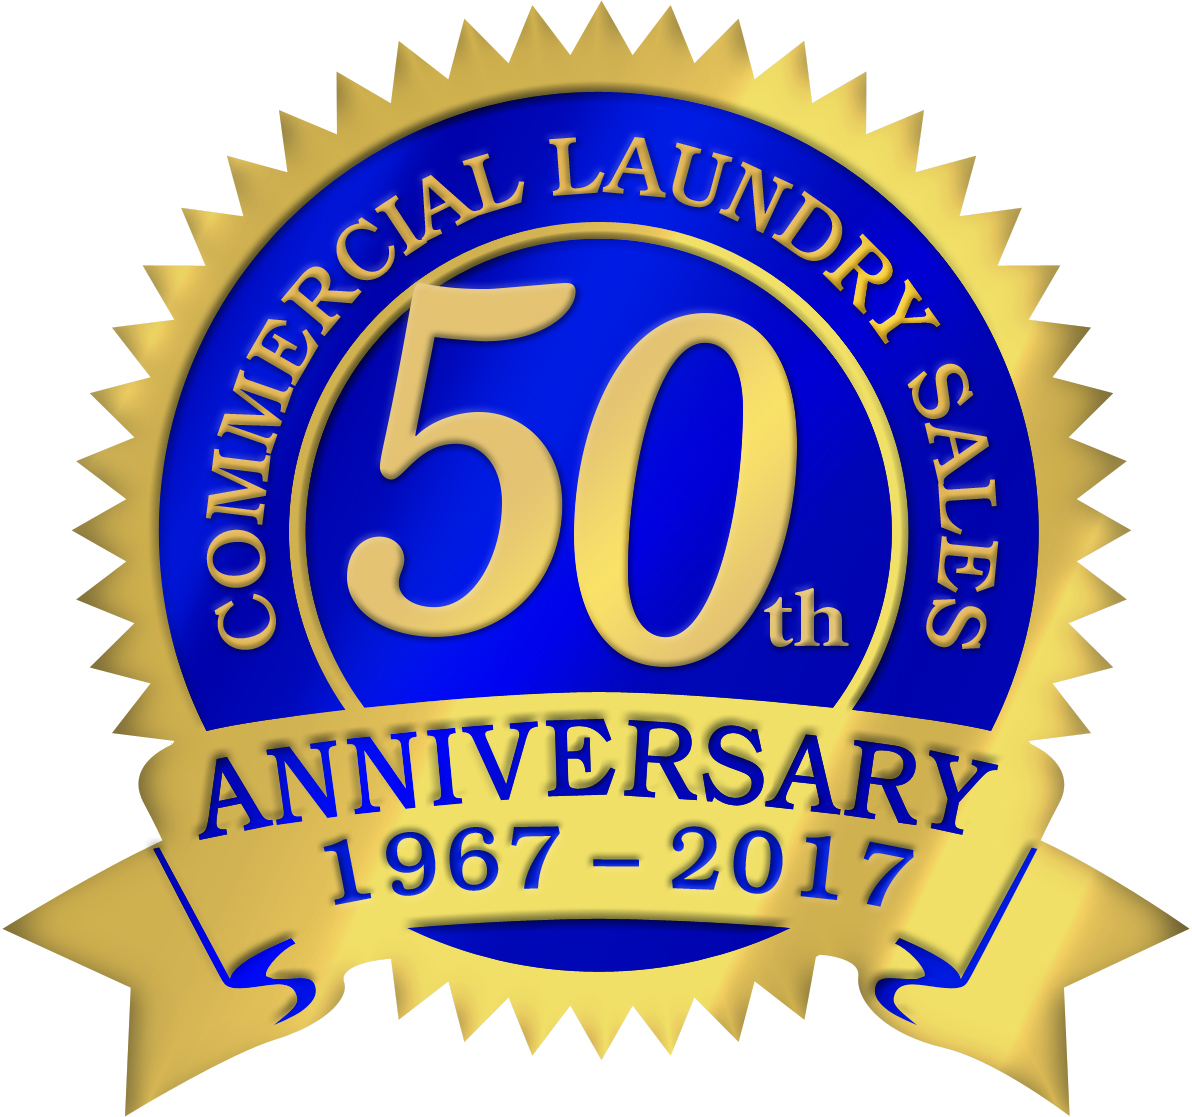 COMMERCIAL LAUNDRY SALES
50th
ANNIVERSARY
1967 – 2017